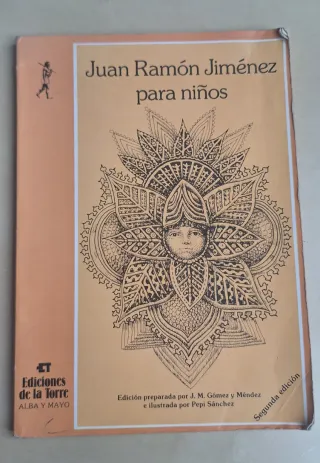 Juan Ramón Jiménez
para niños
Edición preparada por J. M. Gómez y Méndez
e ilustrada por Pepi Sánchez
Segunda edición
ET
Ediciones
de la Torre
ALBA Y MAYO